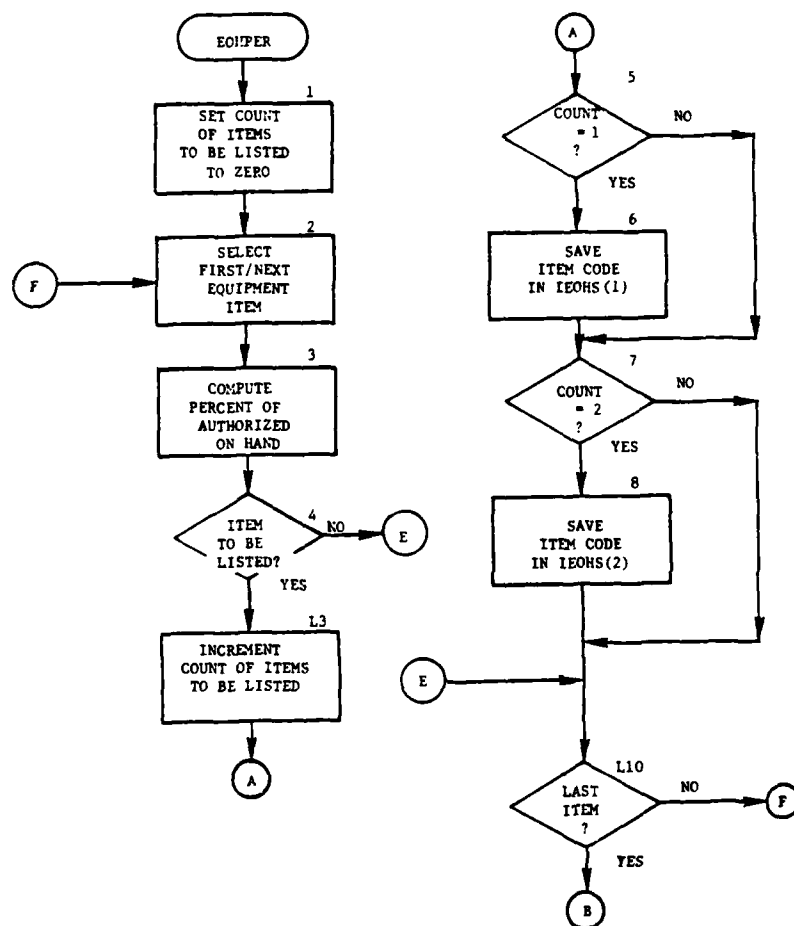 EOHPER
1
SET COUNT
OF ITEMS
TO BE LISTED
TO ZERO
2
SELECT
FIRST/NEXT
EQUIPMENT
ITEM
F
3
COMPUTE
PERCENT OF
AUTHORIZED
ON HAND
4
ITEM
TO BE
LISTED?
NO
E
YES
L3
INCREMENT
COUNT OF ITEMS
TO BE LISTED
A
A
5
COUNT
= 1
?
NO
YES
6
SAVE
ITEM CODE
IN IEOHS(1)
7
COUNT
= 2
?
NO
YES
8
SAVE
ITEM CODE
IN IEOHS(2)
E
L10
LAST
ITEM
?
NO
F
YES
B